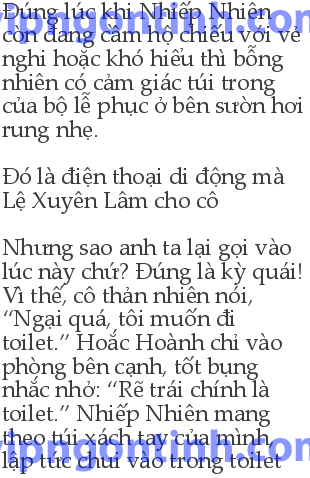 Đúng lúc khi Nhiếp Nhiên
còn đang cầm hộ chiếu với vẻ
nghi hoặc khó hiểu thì bỗng
nhiên có cảm giác túi trong
của bộ lễ phục ở bên sườn hơi
rung nhẹ.
Đó là điện thoại di động mà
Lệ Xuyên Lâm cho cô
Nhưng sao anh ta lại gọi vào
lúc này chứ? Đúng là kỳ quái!
Vì thế, cô thản nhiên nói,
“Ngại quá, tôi muốn đi
toilet.” Hoắc Hoành chỉ vào
phòng bên cạnh, tốt bụng
nhắc nhở: “Rẽ trái chính là
toilet.” Nhiếp Nhiên mang
theo túi xách tay của mình,
lập tức chui vào trong toilet
vipngontinh.com
vipngontinh.com